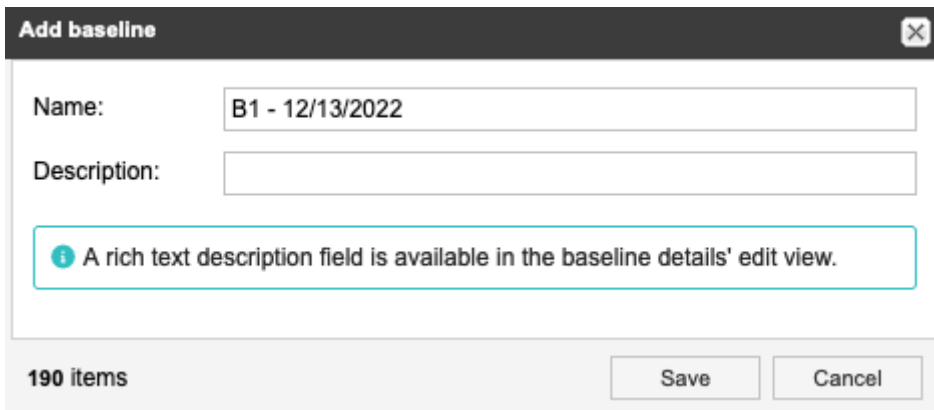 Add baseline
Name: B1 - 12/13/2022
Description:
A rich text description field is available in the baseline details' edit view.
190 items Save Cancel